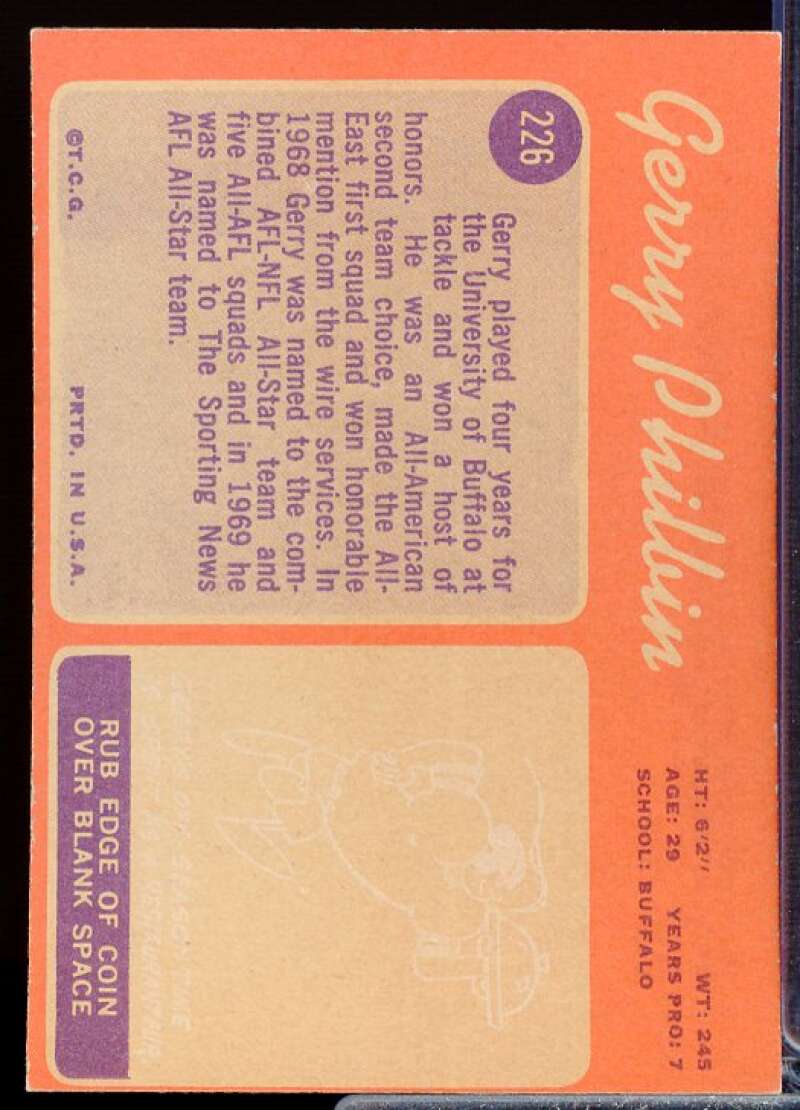 Gerry Philbin
HT: 6'2" WT: 245
AGE: 29 YEARS PRO: 7
SCHOOL: BUFFALO
226
Gerry played four years for
the University of Buffalo at
tackle and won a host of
honors. He was an All-American
second team choice, made the All-
East first squad and won honorable
mention from the wire services. In
1968 Gerry was named to the com-
bined AFL-NFL All-Star team and
five All-AFL squads and in 1969 he
was named to The Sporting News
AFL All-Star team.
©T.C.G. PRTD. IN U.S.A.
RUB EDGE OF COIN
OVER BLANK SPACE